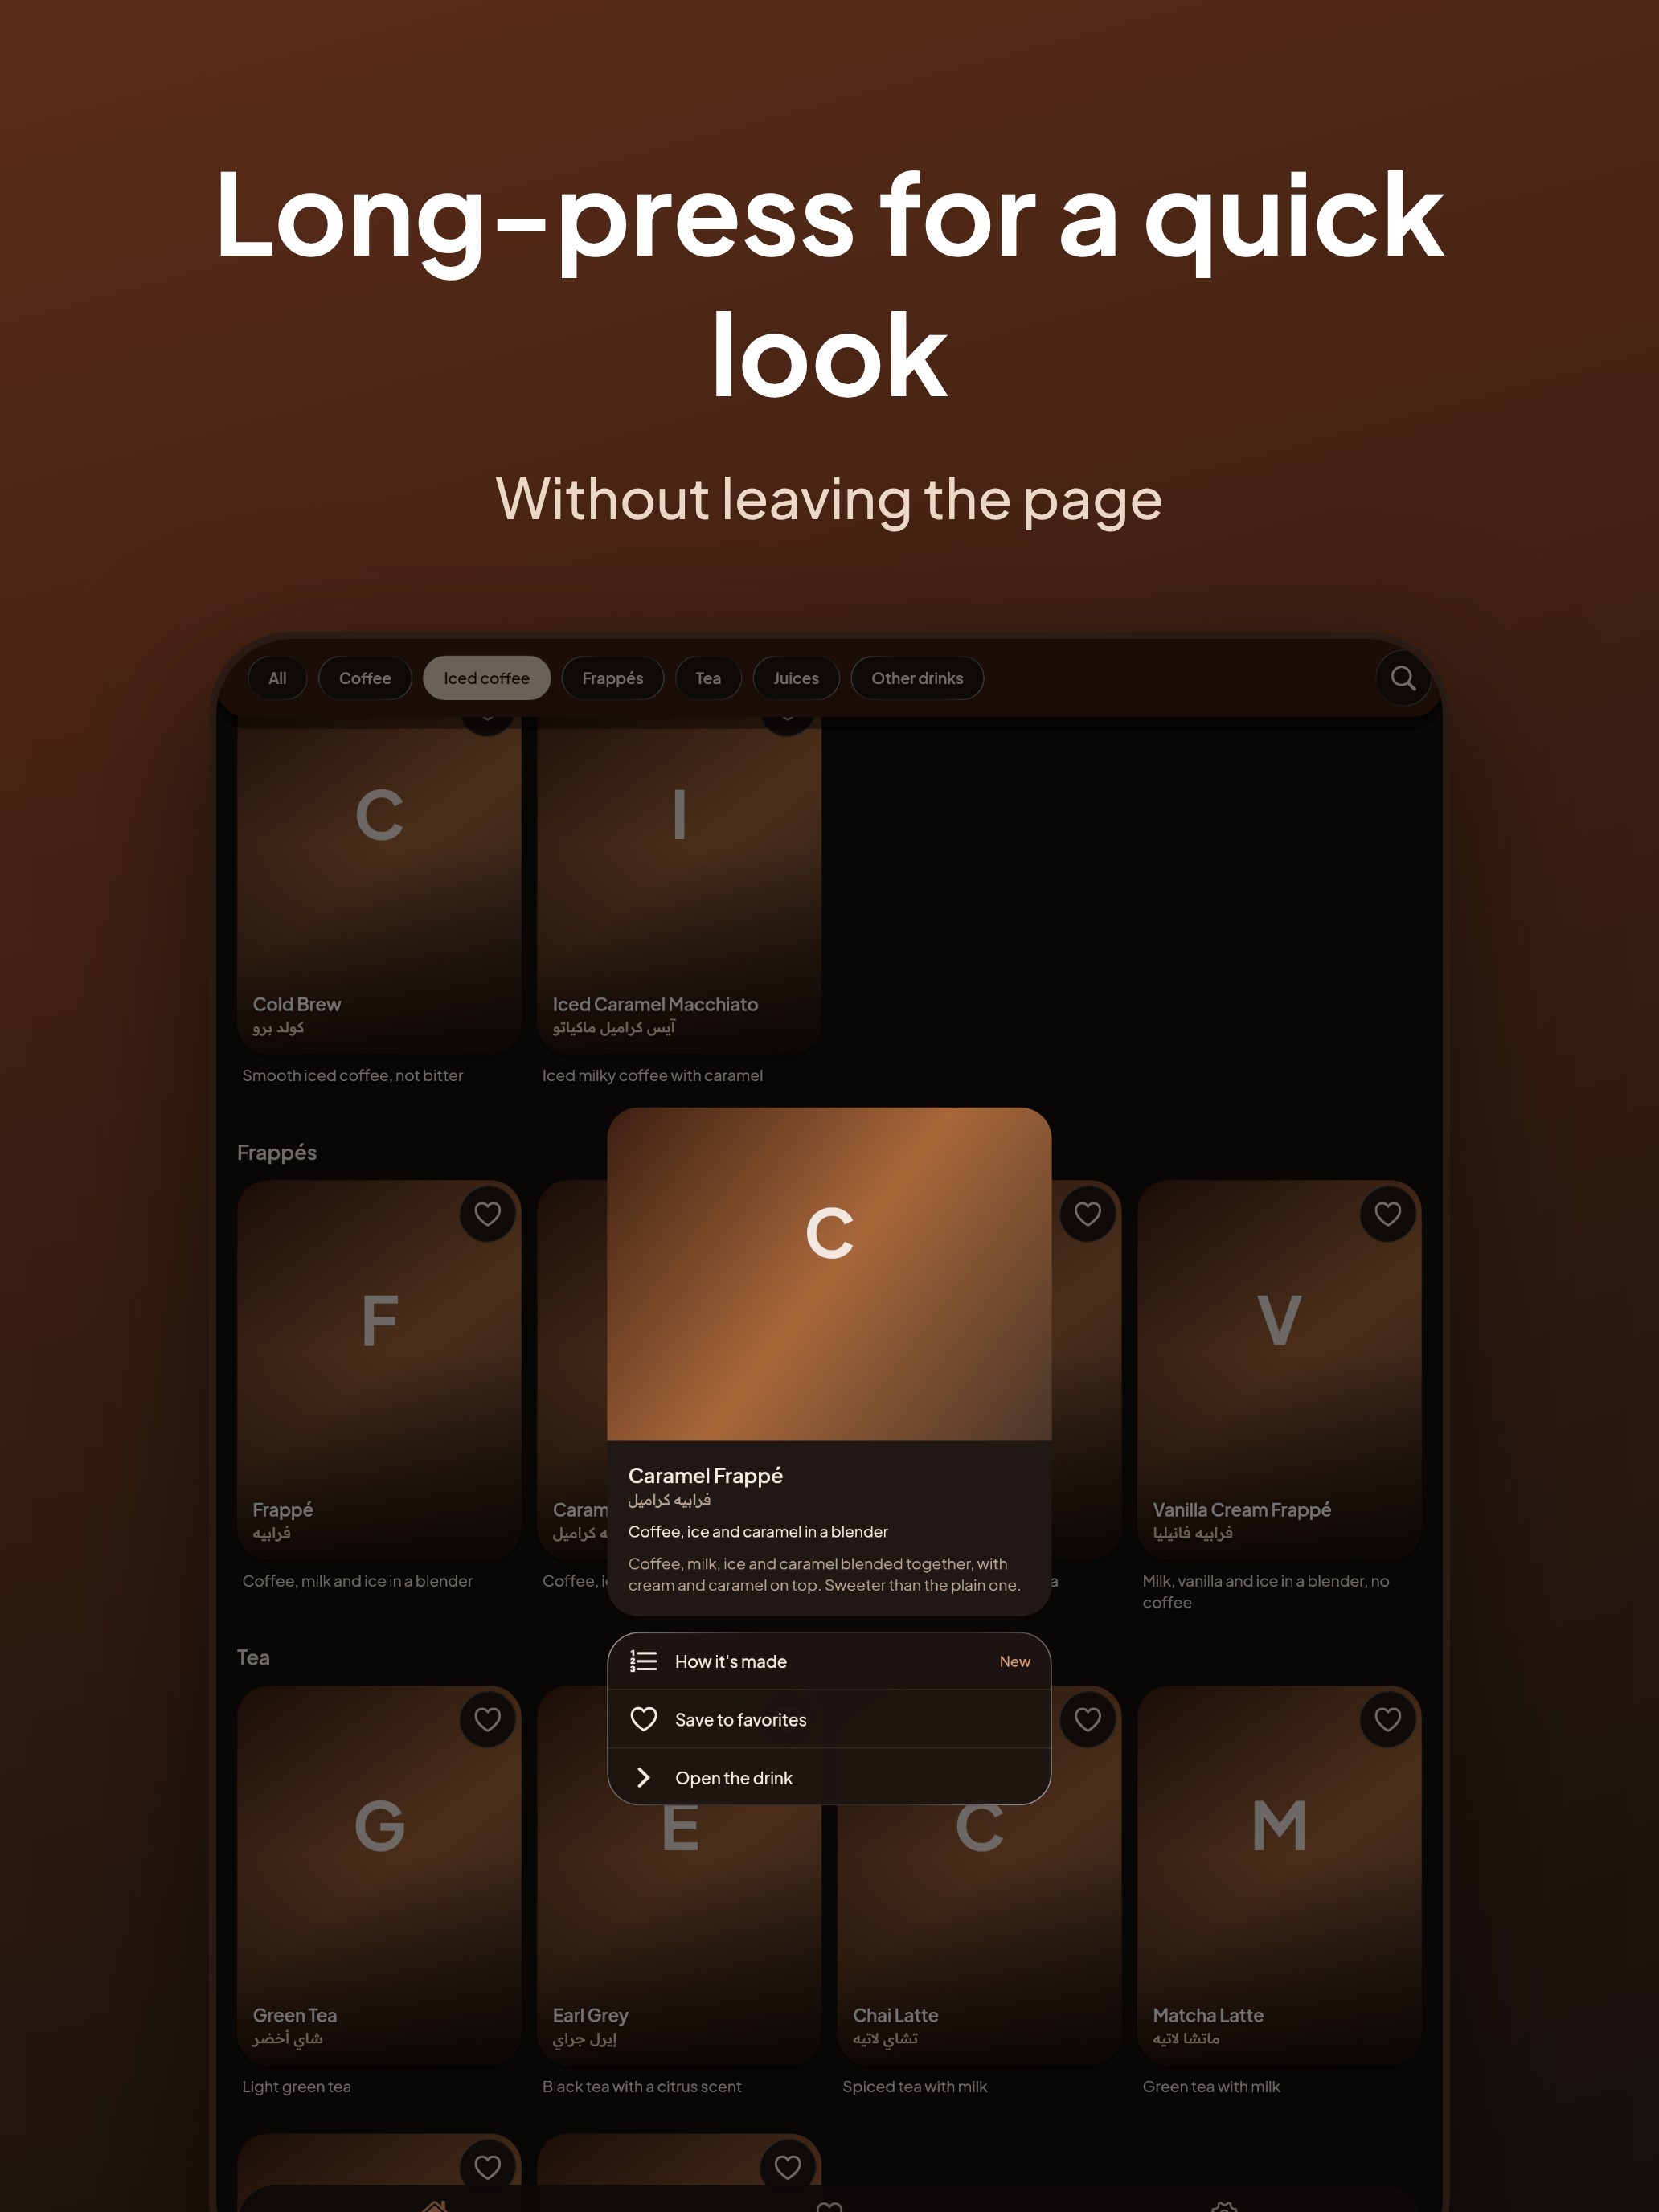 Long-press for a quick
look
Without leaving the page
All
Coffee
Iced coffee
Frappés
Tea
Juices
Other drinks
C
I
Cold Brew
كولد برو
Iced Caramel Macchiato
آيس كراميل ماكياتو
Smooth iced coffee, not bitter
Iced milky coffee with caramel
Frappés
F
C
V
Frappé
فرابيه
Caramel Frappé
فرابيه كراميل
Coffee, ice and caramel in a blender
Coffee, milk, ice and caramel blended together, with
cream and caramel on top. Sweeter than the plain one.
Vanilla Cream Frappé
فرابيه فانيليا
Coffee, milk and ice in a blender
Milk, vanilla and ice in a blender, no
coffee
How it's made
New
Save to favorites
Open the drink
Tea
G
E
C
M
Green Tea
شاي أخضر
Earl Grey
إيرل جراي
Chai Latte
تشاي لاتيه
Matcha Latte
ماتشا لاتيه
Light green tea
Black tea with a citrus scent
Spiced tea with milk
Green tea with milk